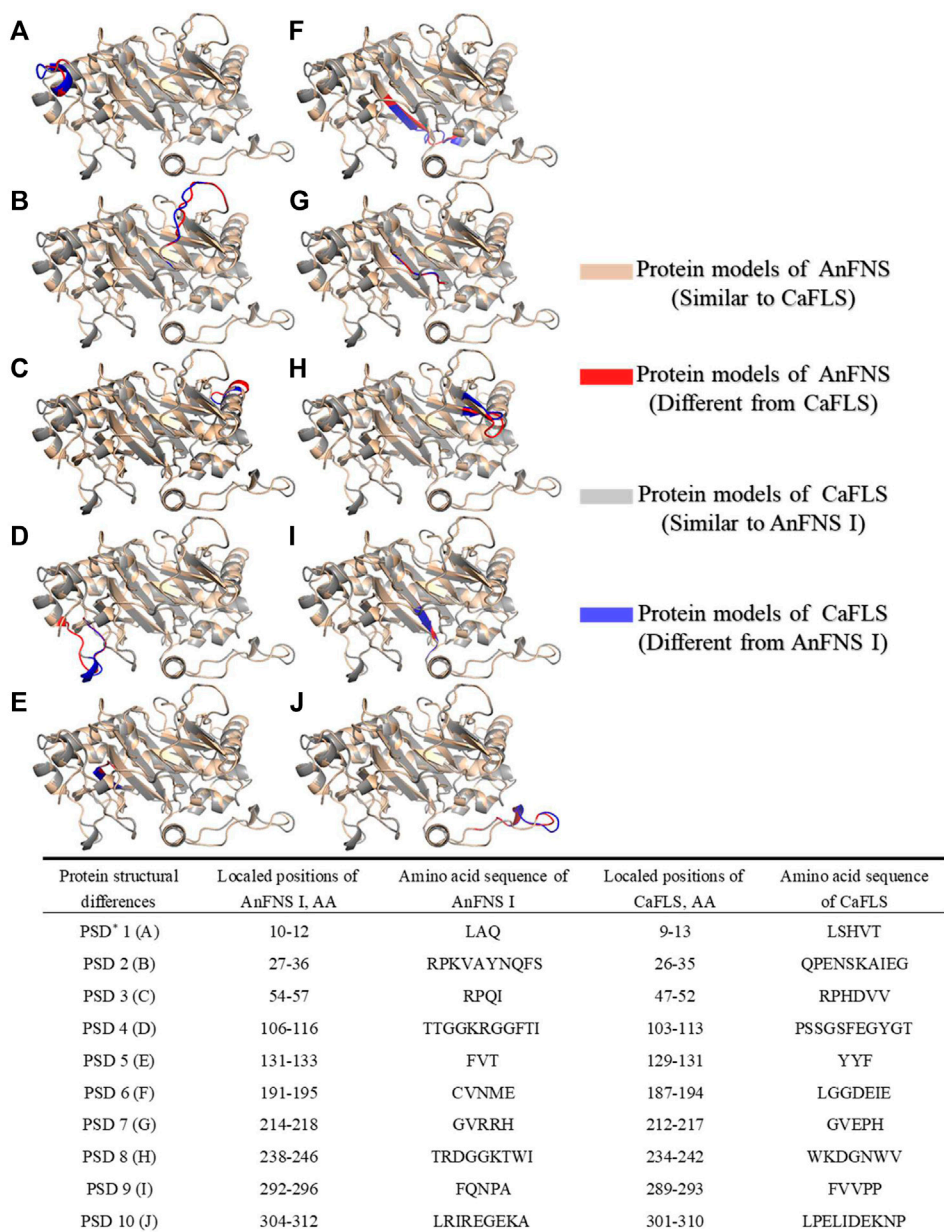 A
F
B
G
C
H
D
I
E
J
Protein models of AnFNS
(Similar to CaFLS)
Protein models of AnFNS
(Different from CaFLS)
Protein models of CaFLS
(Similar to AnFNS I)
Protein models of CaFLS
(Different from AnFNS I)
Protein structural differences Localed positions of AnFNS I, AA Amino acid sequence of AnFNS I Localed positions of CaFLS, AA Amino acid sequence of CaFLS
PSD* 1 (A) 10-12 LAQ 9-13 LSHVT
PSD 2 (B) 27-36 RPKVAYNQFS 26-35 QPENSKAIEG
PSD 3 (C) 54-57 RPQI 47-52 RPHDVV
PSD 4 (D) 106-116 TTGGKRGGFTI 103-113 PSSGSFEGYGT
PSD 5 (E) 131-133 FVT 129-131 YYF
PSD 6 (F) 191-195 CVNME 187-194 LGGDEIE
PSD 7 (G) 214-218 GVRRH 212-217 GVEPH
PSD 8 (H) 238-246 TRDGGKTWI 234-242 WKDGNWV
PSD 9 (I) 292-296 FQNPA 289-293 FVVPP
PSD 10 (J) 304-312 LRIREGEKA 301-310 LPELIDEKNP